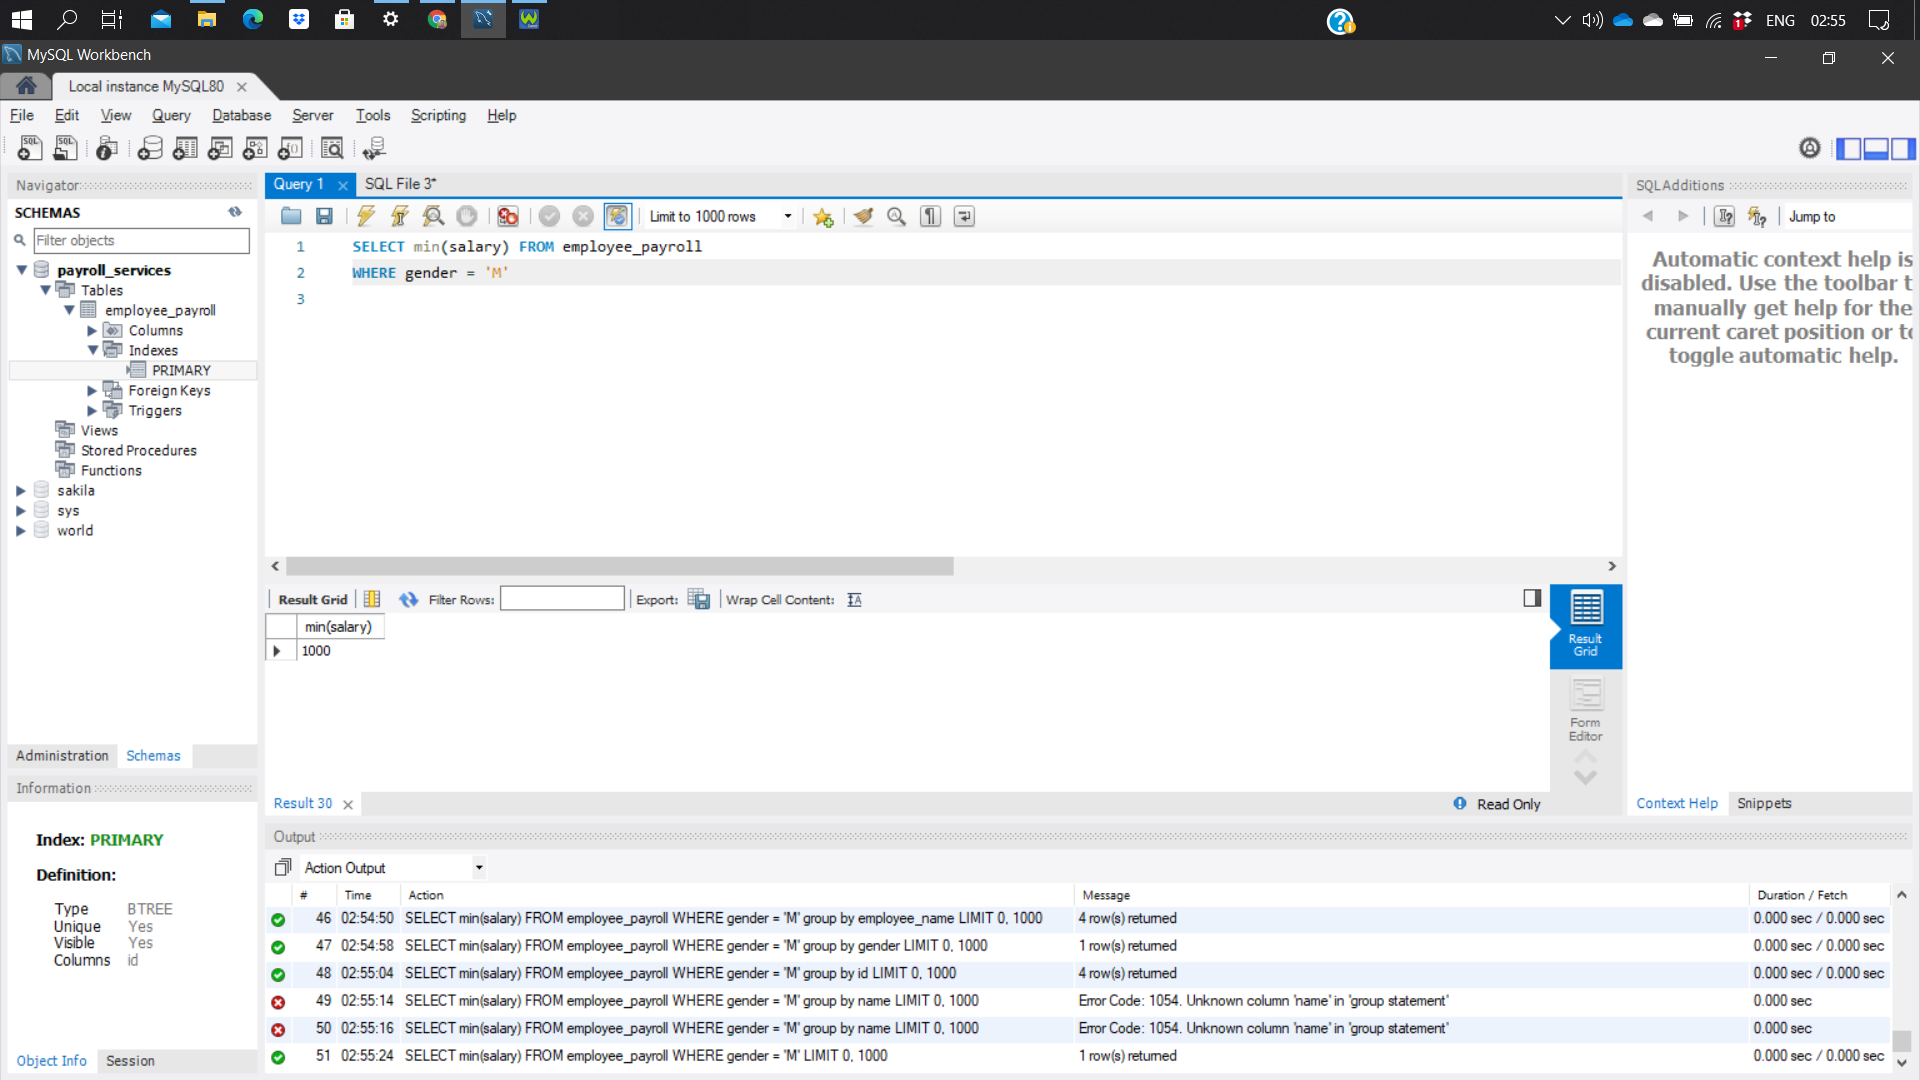 ENG 02:55
MySQL Workbench
Local instance MySQL80
File Edit View Query Database Server Tools Scripting Help
Navigator
SCHEMAS
Filter objects
payroll_services
Tables
employee_payroll
Columns
Indexes
PRIMARY
Foreign Keys
Triggers
Views
Stored Procedures
Functions
sakila
sys
world
Administration Schemas
Information
Index: PRIMARY
Definition:
Type BTREE
Unique Yes
Visible Yes
Columns id
Object Info Session
Query 1 SQL File 3*
Limit to 1000 rows
1 SELECT min(salary) FROM employee_payroll
2 WHERE gender = 'M'
3
Result Grid Filter Rows: Export: Wrap Cell Content:
min(salary)
1000
Result Grid
Form Editor
Result 30 Read Only
SQLAdditions
Jump to
Automatic context help is
disabled. Use the toolbar t
manually get help for the
current caret position or to
toggle automatic help.
Context Help Snippets
Output
Action Output
# Time Action Message Duration / Fetch
46 02:54:50 SELECT min(salary) FROM employee_payroll WHERE gender = 'M' group by employee_name LIMIT 0, 1000 4 row(s) returned 0.000 sec / 0.000 sec
47 02:54:58 SELECT min(salary) FROM employee_payroll WHERE gender = 'M' group by gender LIMIT 0, 1000 1 row(s) returned 0.000 sec / 0.000 sec
48 02:55:04 SELECT min(salary) FROM employee_payroll WHERE gender = 'M' group by id LIMIT 0, 1000 4 row(s) returned 0.000 sec / 0.000 sec
49 02:55:14 SELECT min(salary) FROM employee_payroll WHERE gender = 'M' group by name LIMIT 0, 1000 Error Code: 1054. Unknown column 'name' in 'group statement' 0.000 sec
50 02:55:16 SELECT min(salary) FROM employee_payroll WHERE gender = 'M' group by name LIMIT 0, 1000 Error Code: 1054. Unknown column 'name' in 'group statement' 0.000 sec
51 02:55:24 SELECT min(salary) FROM employee_payroll WHERE gender = 'M' LIMIT 0, 1000 1 row(s) returned 0.000 sec / 0.000 sec